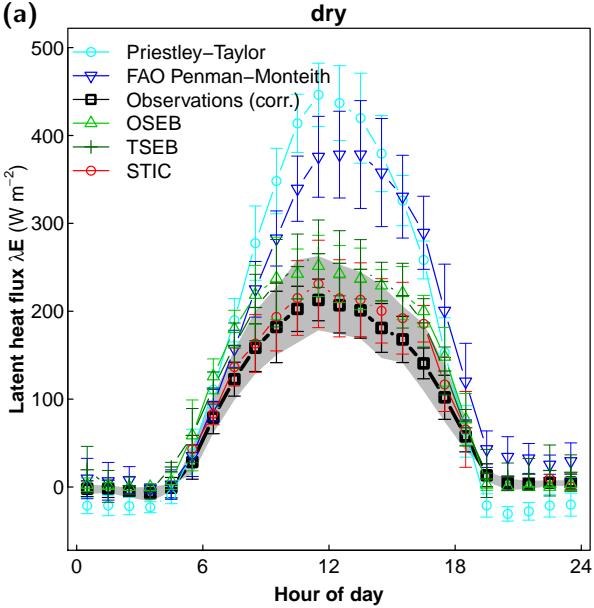 (a)
dry
Priestley−Taylor
FAO Penman−Monteith
Observations (corr.)
OSEB
TSEB
STIC
Latent heat flux λE (W m−2)
500
400
300
200
100
0
0 6 12 18 24
Hour of day